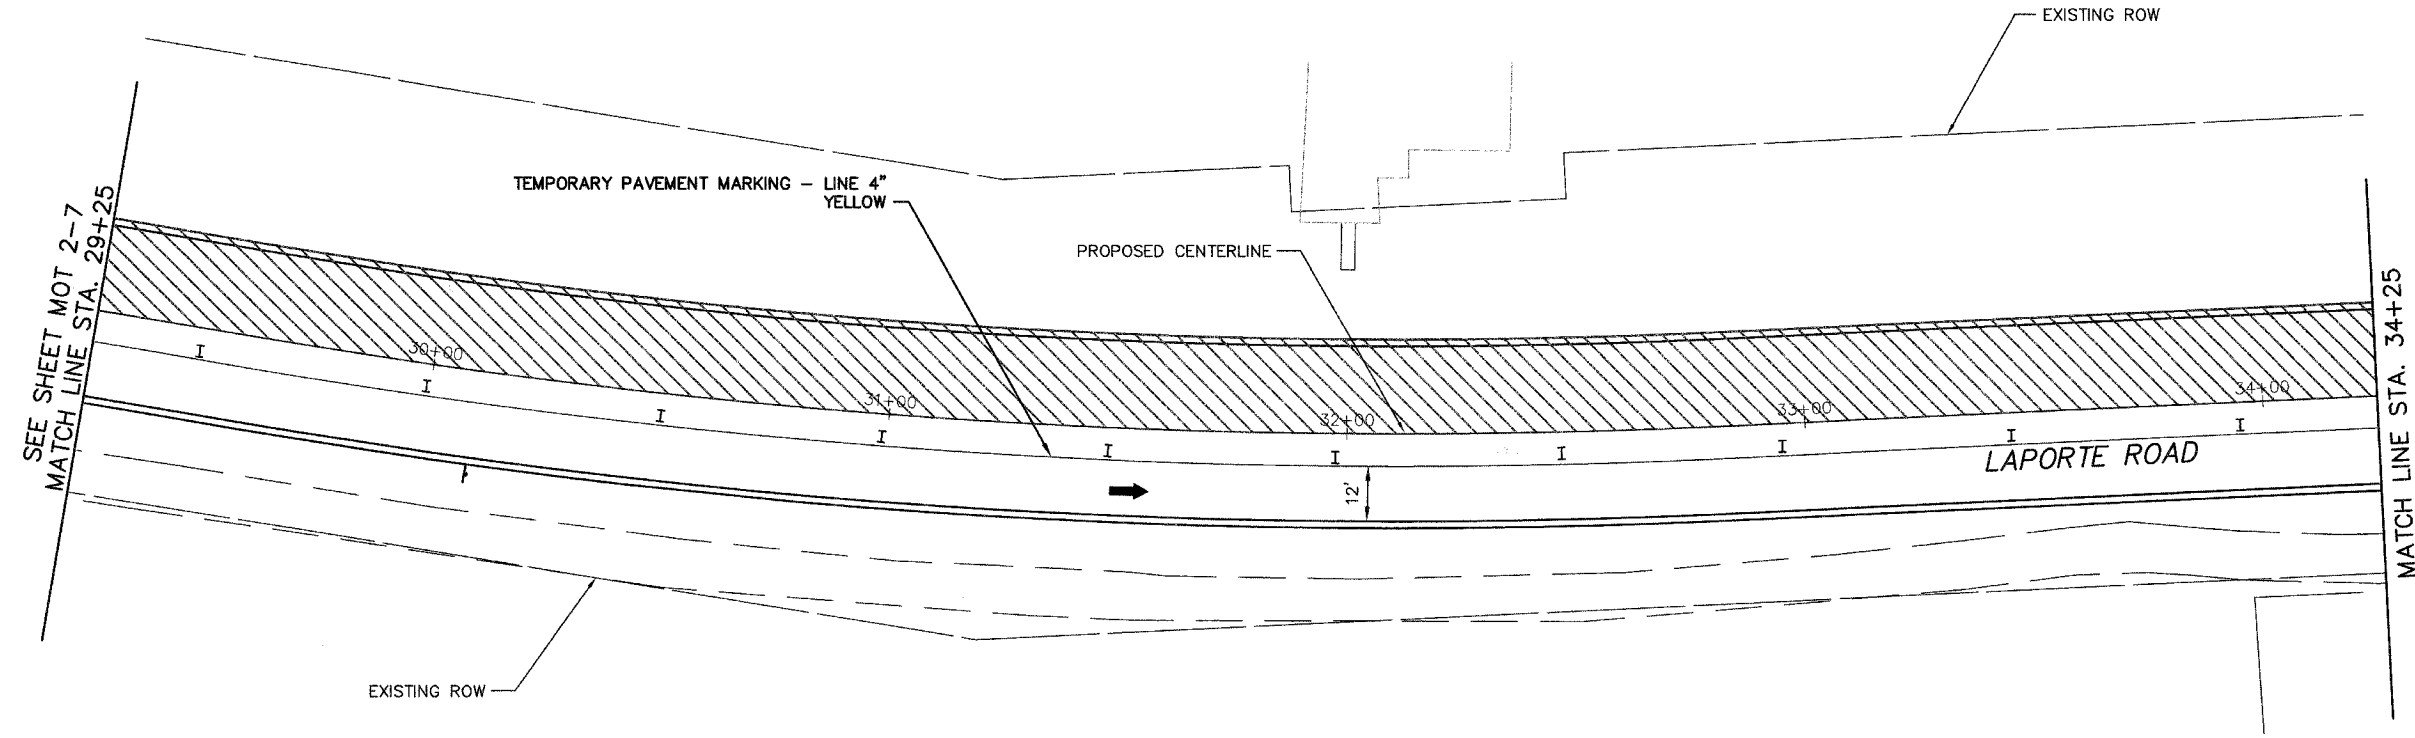 EXISTING ROW
TEMPORARY PAVEMENT MARKING – LINE 4"
YELLOW
PROPOSED CENTERLINE
SEE SHEET MOT 2-7
MATCH LINE STA. 29+25
MATCH LINE STA. 34+25
30+00
31+00
32+00
33+00
34+00
I
I
I
I
I
I
I
I
I
I
LAPORTE ROAD
12'
EXISTING ROW